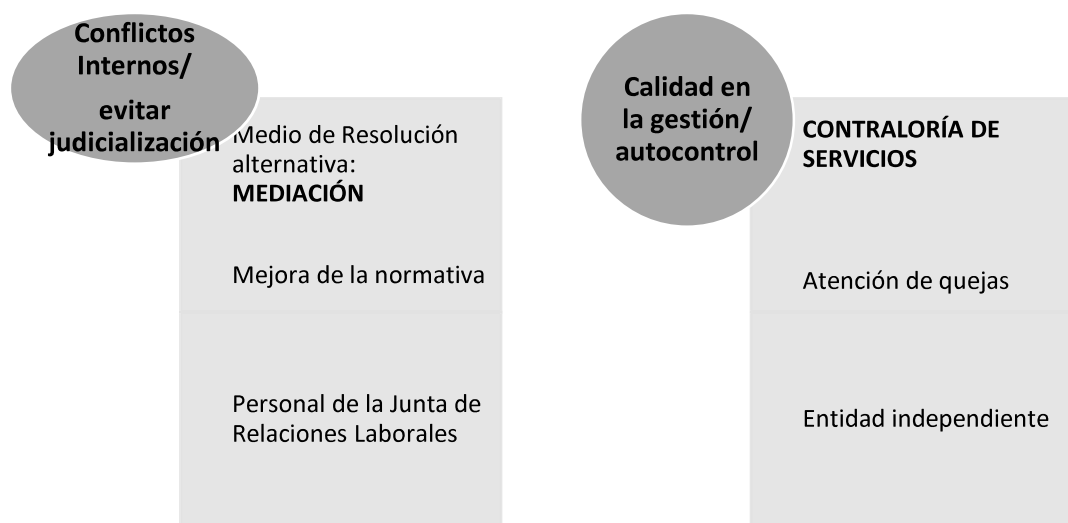 Conflictos
Internos/
evitar
judicialización
Medio de Resolución
alternativa:
MEDIACIÓN
Mejora de la normativa
Personal de la Junta de
Relaciones Laborales
Calidad en
la gestión/
autocontrol
CONTRALORÍA DE
SERVICIOS
Atención de quejas
Entidad independiente